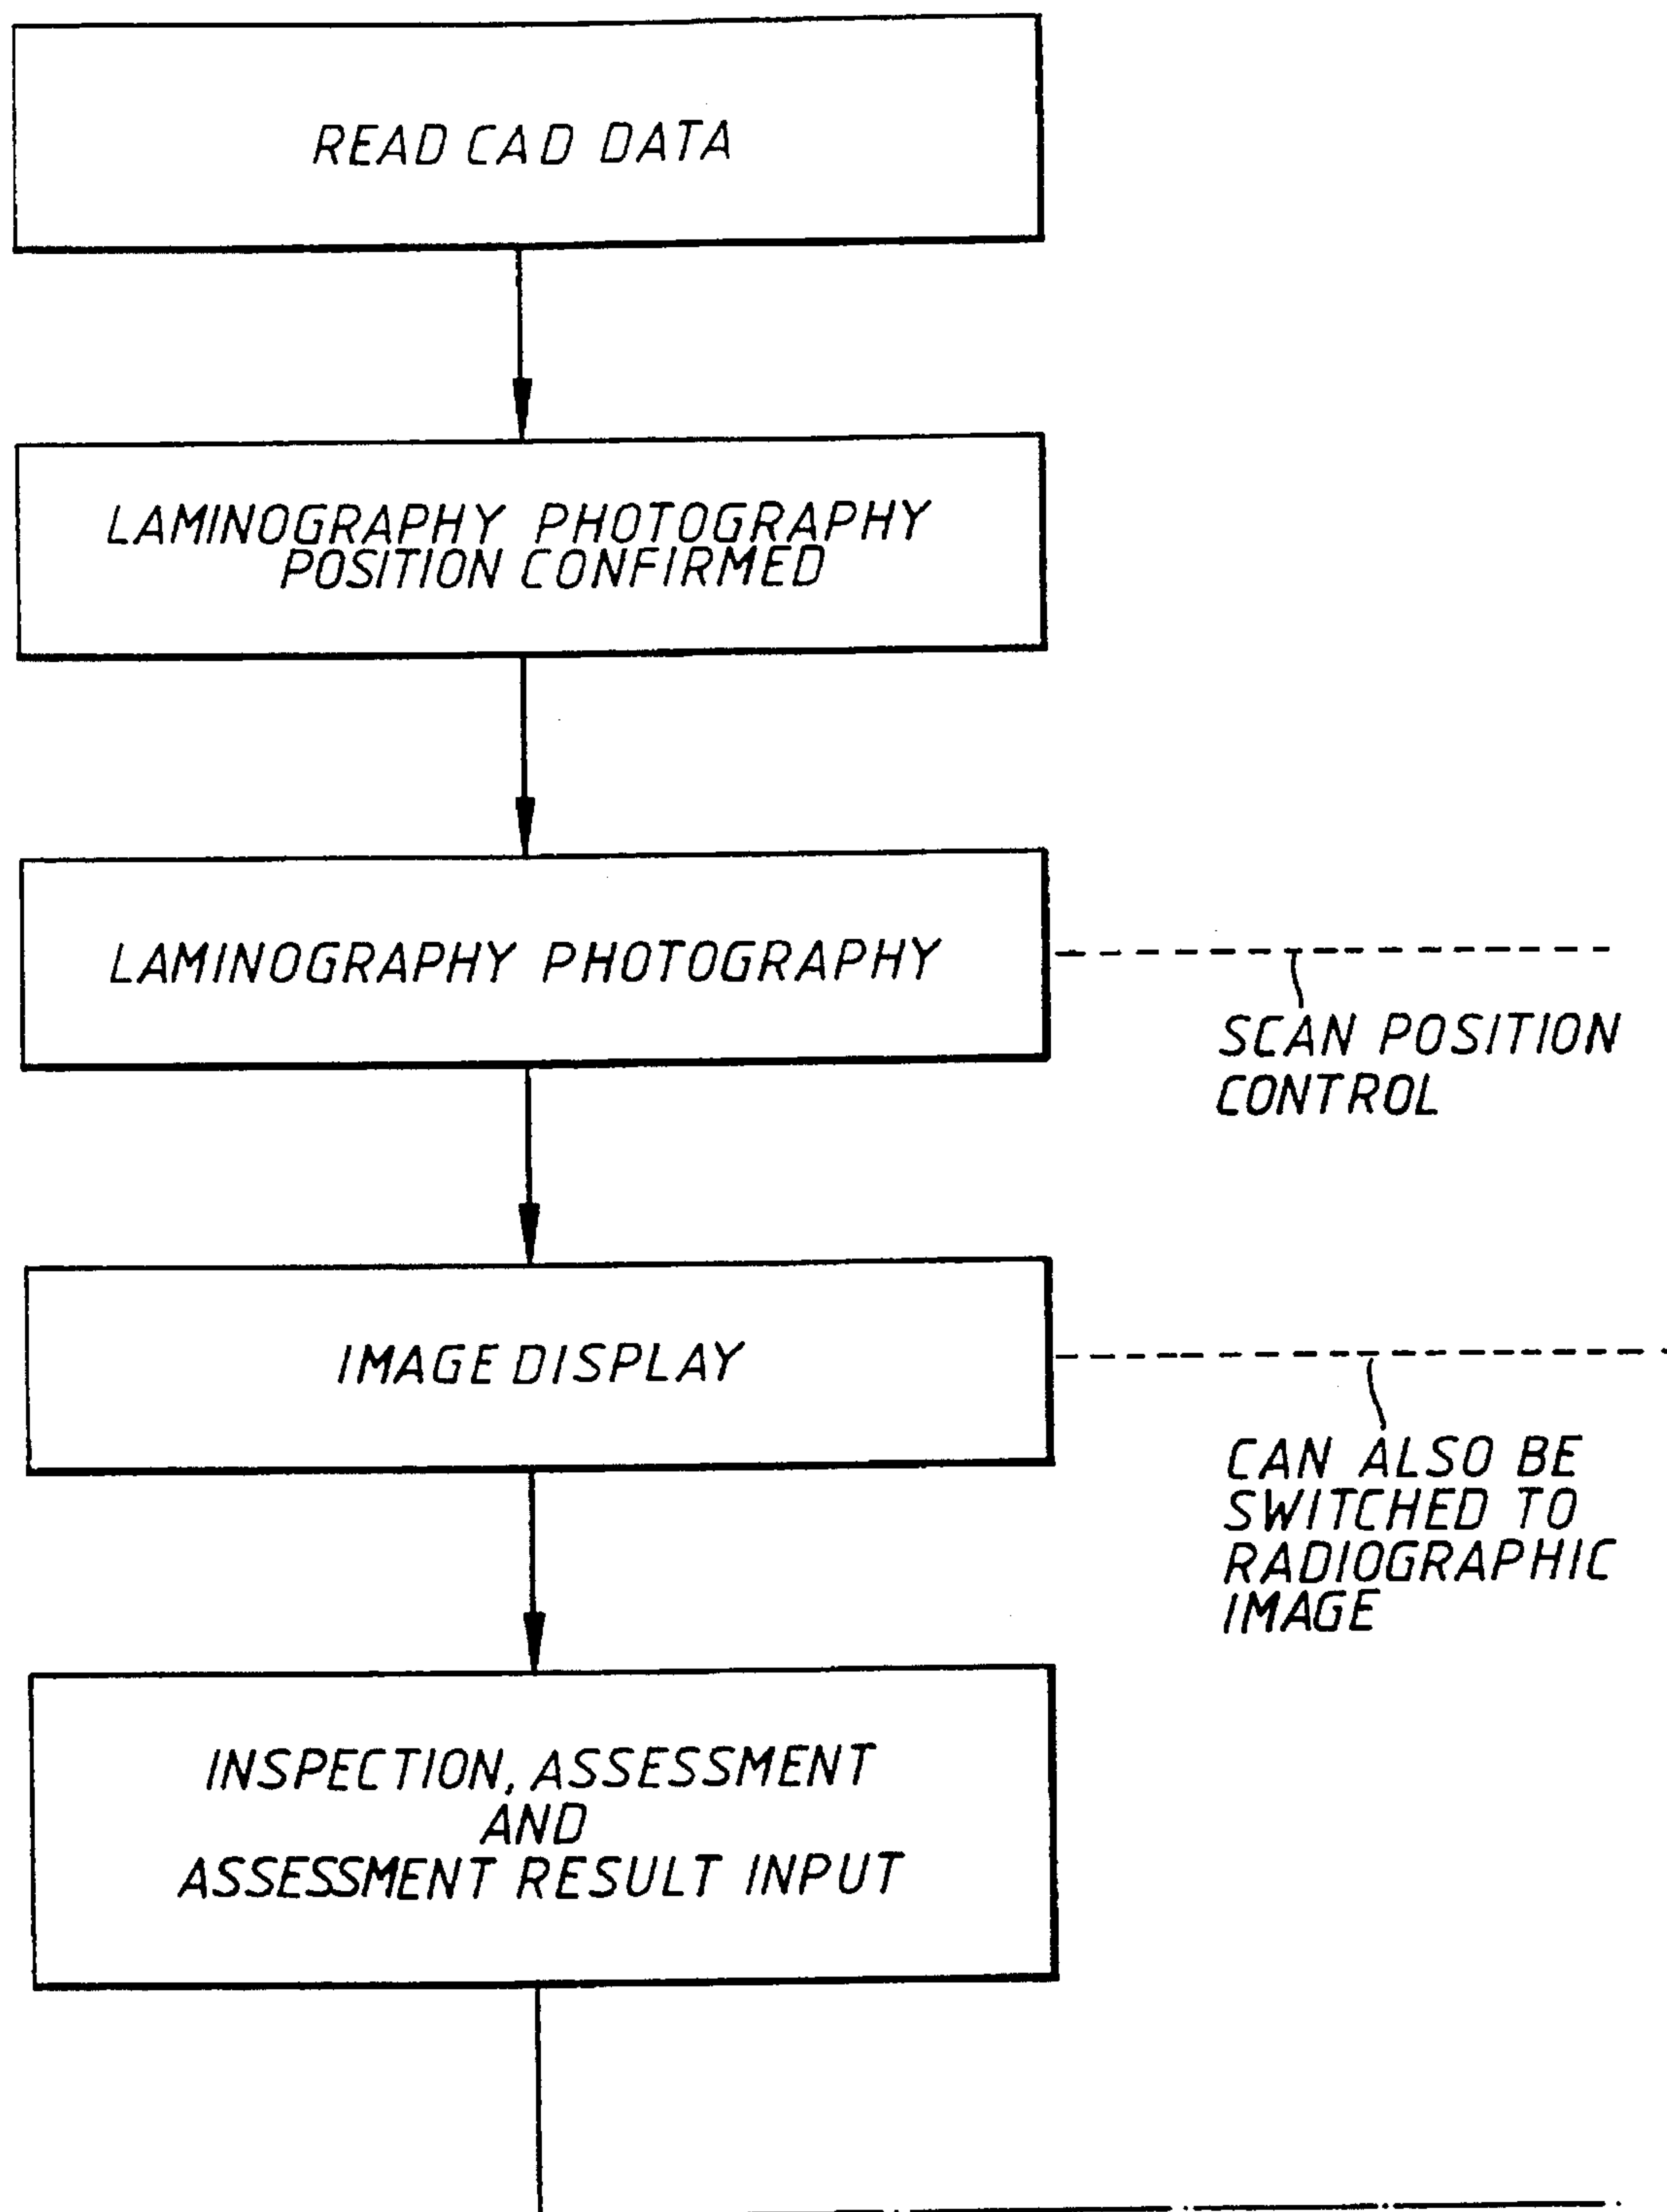 READ CAD DATA
LAMINOGRAPHY PHOTOGRAPHY
POSITION CONFIRMED
LAMINOGRAPHY PHOTOGRAPHY
SCAN POSITION
CONTROL
IMAGE DISPLAY
CAN ALSO BE
SWITCHED TO
RADIOGRAPHIC
IMAGE
INSPECTION, ASSESSMENT
AND
ASSESSMENT RESULT INPUT